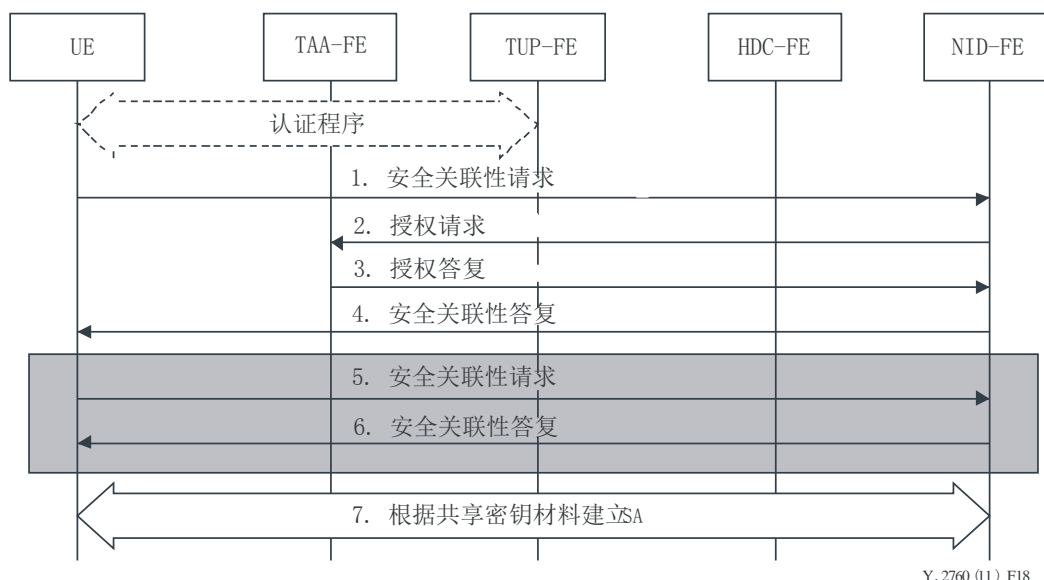 UE TAA-FE TUP-FE HDC-FE NID-FE
认证程序
1. 安全关联性请求
2. 授权请求
3. 授权答复
4. 安全关联性答复
5. 安全关联性请求
6. 安全关联性答复
7. 根据共享密钥材料建立SA
Y.2760(11)_F18